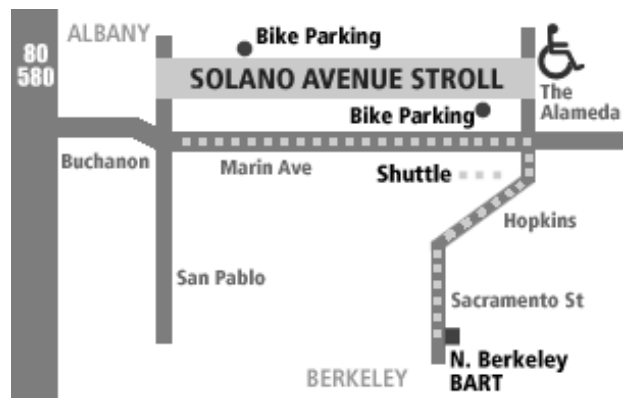 ALBANY
Bike Parking
80
580
SOLANO AVENUE STROLL
The
Alameda
Bike Parking
Buchanon
Marin Ave
Shuttle
Hopkins
San Pablo
Sacramento St
N. Berkeley
BART
BERKELEY